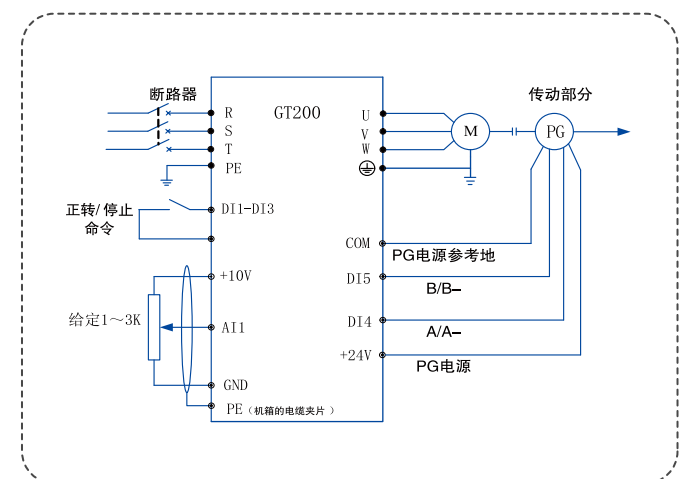 断路器
GT200
传动部分
R
S
T
PE
U
V
W
M
PG
正转/停止
命令
DI1-DI3
COM
PG电源参考地
+10V
DI5
B/B-
给定1～3K
AI1
DI4
A/A-
+24V
PG电源
GND
PE（机箱的电缆夹片）